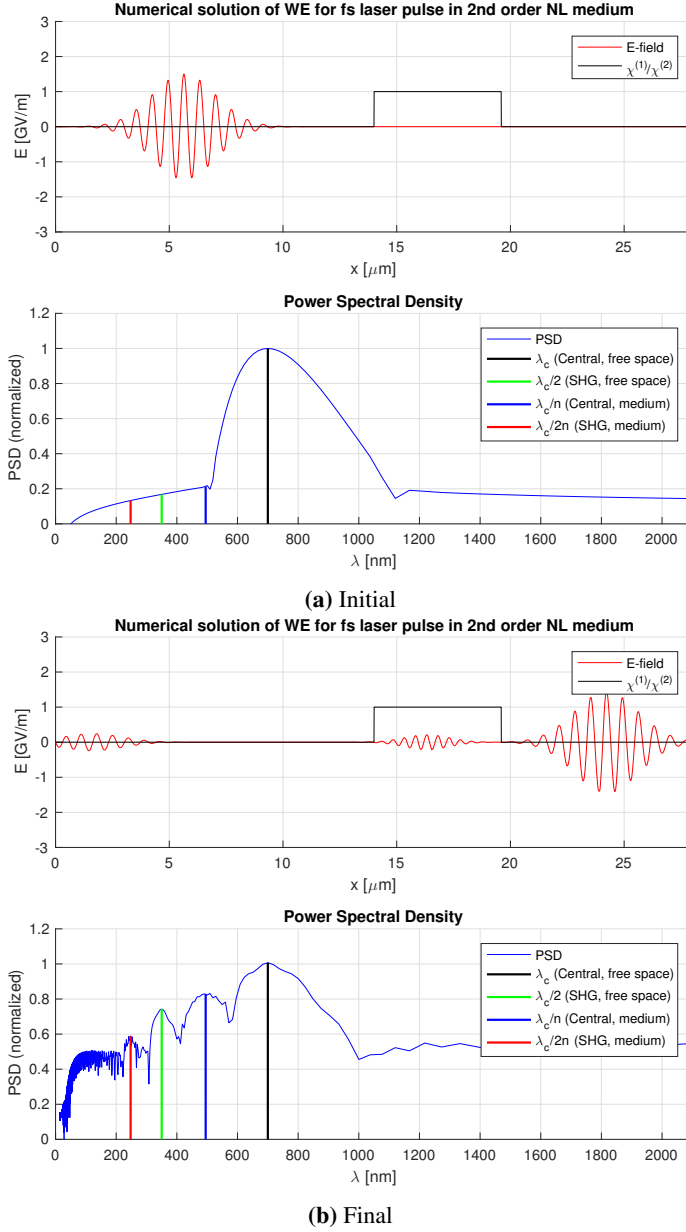 Numerical solution of WE for fs laser pulse in 2nd order NL medium
3
2
1
0
-1
-2
-3
E [GV/m]
E-field
χ(1)/χ(2)
0 5 10 15 20 25
x [μm]
Power Spectral Density
1.2
1
0.8
0.6
0.4
0.2
0
PSD (normalized)
PSD
λc (Central, free space)
λc/2 (SHG, free space)
λc/n (Central, medium)
λc/2n (SHG, medium)
0 200 400 600 800 1000 1200 1400 1600 1800 2000
λ [nm]
(a) Initial
Numerical solution of WE for fs laser pulse in 2nd order NL medium
3
2
1
0
-1
-2
-3
E [GV/m]
E-field
χ(1)/χ(2)
0 5 10 15 20 25
x [μm]
Power Spectral Density
1.2
1
0.8
0.6
0.4
0.2
0
PSD (normalized)
PSD
λc (Central, free space)
λc/2 (SHG, free space)
λc/n (Central, medium)
λc/2n (SHG, medium)
0 200 400 600 800 1000 1200 1400 1600 1800 2000
λ [nm]
(b) Final